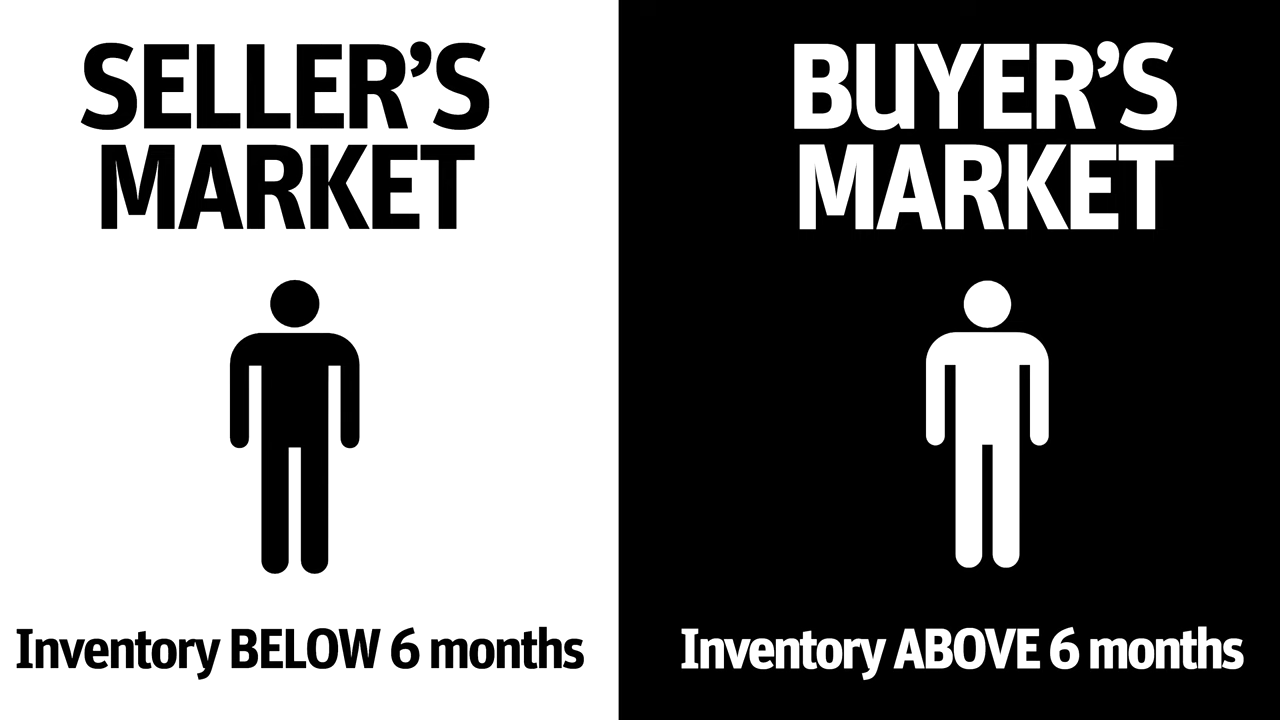 SELLER’S
MARKET
Inventory BELOW 6 months
BUYER’S
MARKET
Inventory ABOVE 6 months